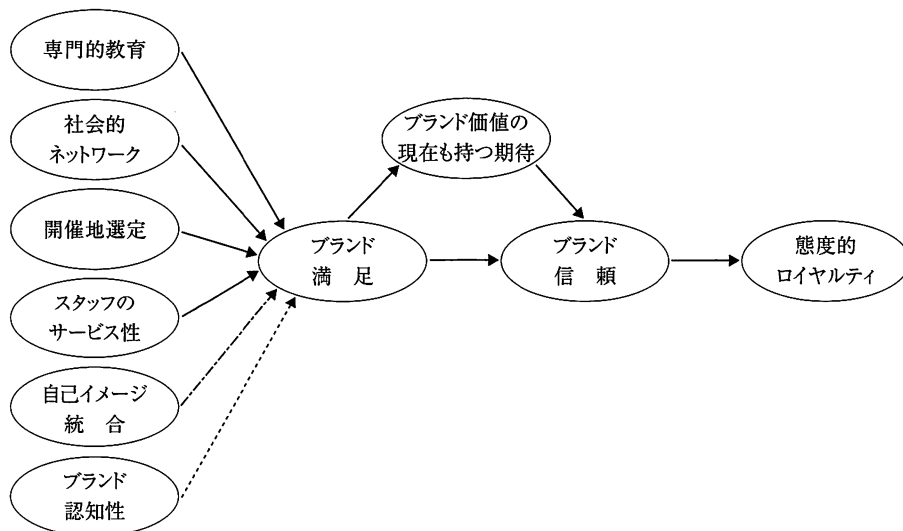 専門的教育
社会的
ネットワーク
開催地選定
スタッフの
サービス性
自己イメージ
統 合
ブランド
認知性
ブランド価値の
現在も持つ期待
ブランド
満 足
ブランド
信 頼
態度的
ロイヤルティ